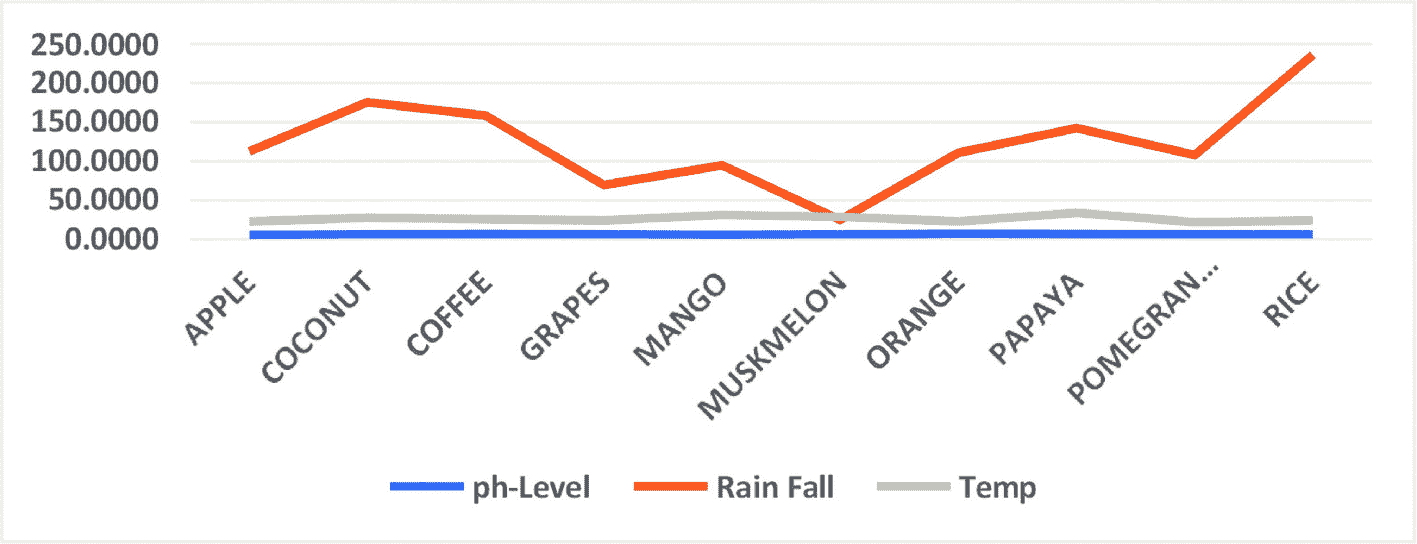 250.0000
200.0000
150.0000
100.0000
50.0000
0.0000
APPLE
COCONUT
COFFEE
GRAPES
MANGO
MUSKMELON
ORANGE
PAPAYA
POMEGRAN...
RICE
ph-Level Rain Fall Temp